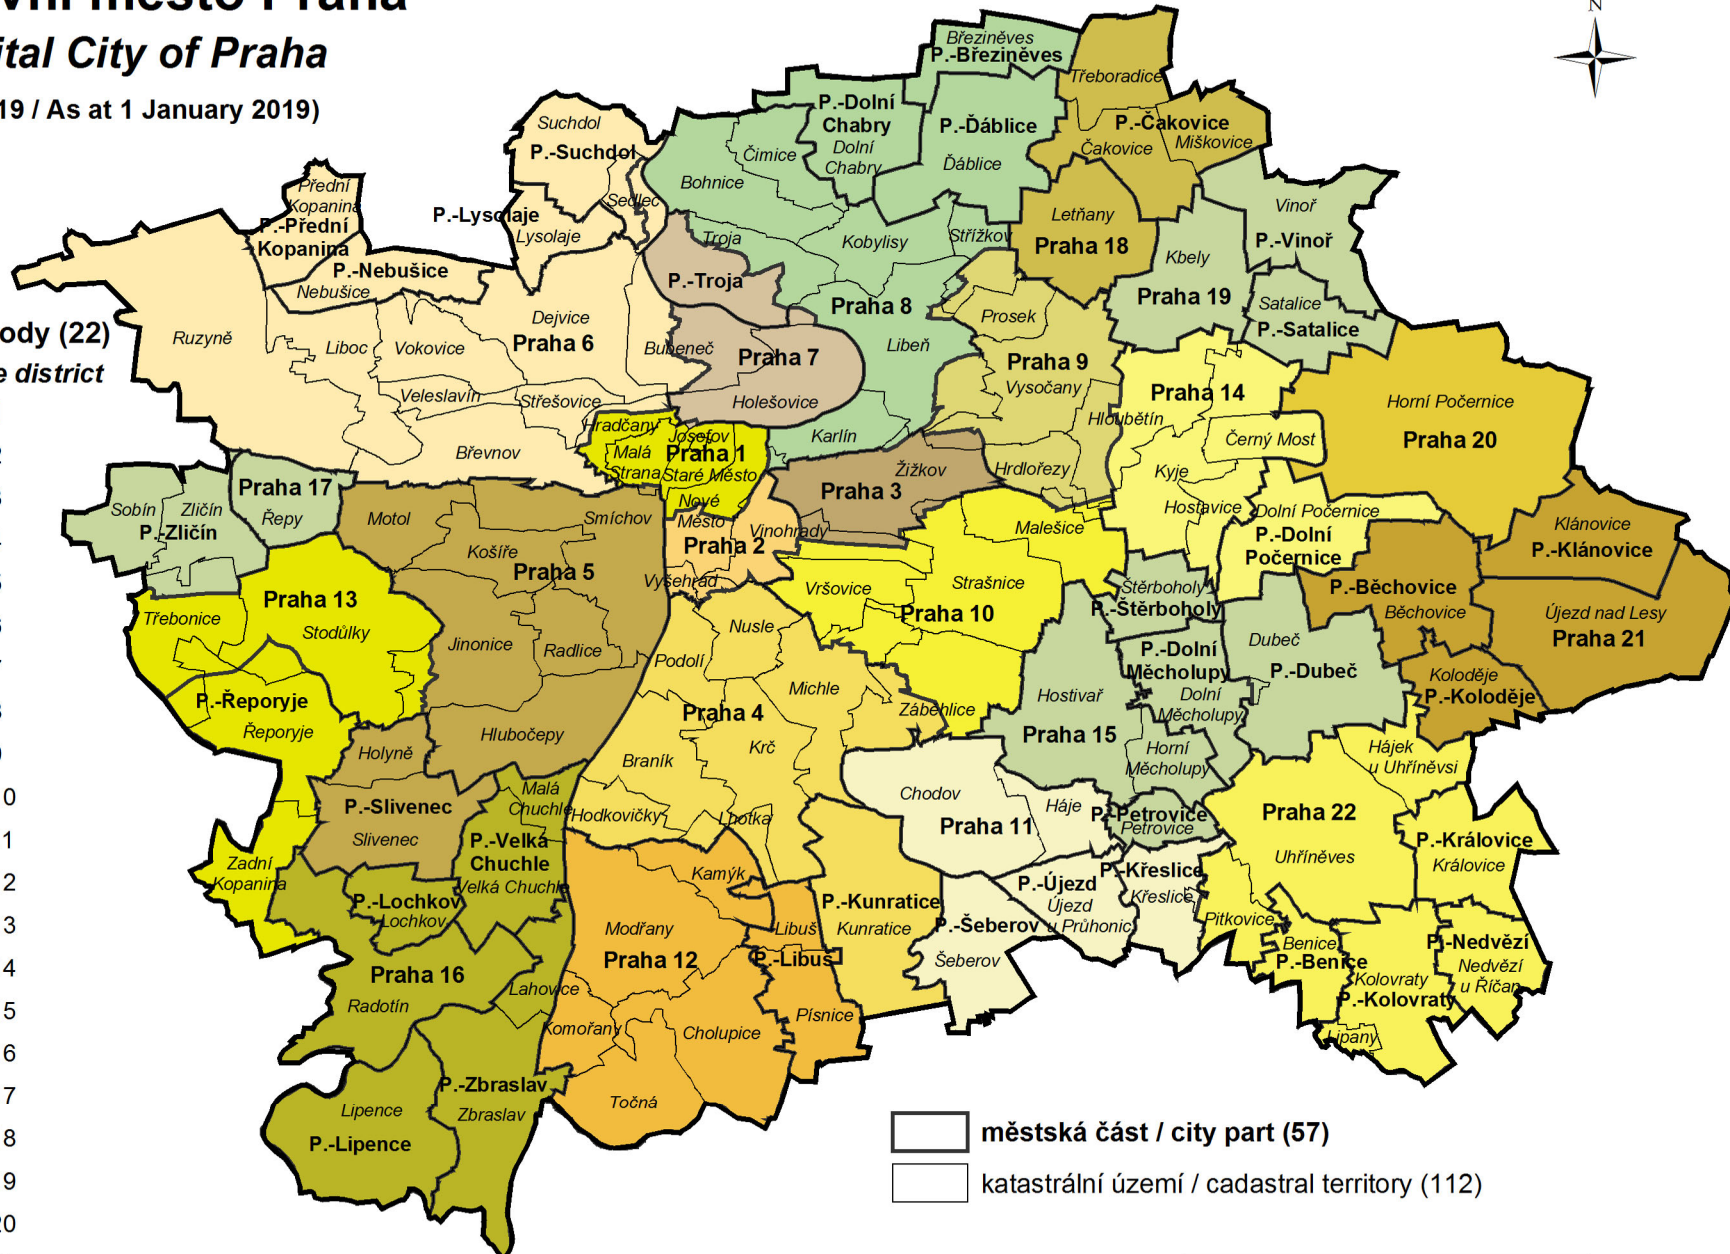 vní město Praha
ital City of Praha
19 / As at 1 January 2019)
N
ody (22)
e district
2
0
1
2
3
4
5
6
7
8
9
20
Březiněves
P.-Březiněves
Třeboradice
P.-Dolní
Chabry
Dolní
Chabry
P.-Ďáblice
Ďáblice
P.-Čakovice
Čakovice
Miškovice
Suchdol
P.-Suchdol
Sedlec
Čimice
Bohnice
Přední
Kopanina
P.-Přední
Kopanina
P.-Lysolaje
Lysolaje
Troja
P.-Troja
Kobylisy
Střížkov
Letňany
Praha 18
Vinoř
P.-Vinoř
Kbely
Praha 19
Satalice
P.-Satalice
P.-Nebušice
Nebušice
Ruzyně
Liboc
Vokovice
Dejvice
Praha 6
Bubeneč
Praha 7
Holešovice
Praha 8
Libeň
Karlín
Prosek
Praha 9
Vysočany
Hloubětín
Hrdlořezy
Praha 14
Černý Most
Kyje
Hostavice
Horní Počernice
Praha 20
Veleslavín
Střešovice
Břevnov
Hradčany
Malá
Strana
Josefov
Praha 1
Staré Město
Nové
Město
Praha 2
Vinohrady
Vyšehrad
Žižkov
Praha 3
Praha 17
Řepy
Sobín
Zličín
P.-Zličín
Motol
Smíchov
Košíře
Praha 5
Jinonice
Radlice
Hlubočepy
Malešice
Strašnice
Vršovice
Praha 10
Dolní Počernice
P.-Dolní
Počernice
Klánovice
P.-Klánovice
P.-Běchovice
Běchovice
Újezd nad Lesy
Praha 21
Koloděje
P.-Koloděje
Štěrboholy
P.-Štěrboholy
P.-Dolní
Měcholupy
Dolní
Měcholupy
Dubeč
P.-Dubeč
Hostivař
Praha 15
Horní
Měcholupy
P.-Petrovice
Petrovice
Třebonice
Praha 13
Stodůlky
P.-Řeporyje
Řeporyje
Zadní
Kopanina
Holyně
P.-Slivenec
Slivenec
Malá
Chuchle
P.-Velká
Chuchle
Velká Chuchle
P.-Lochkov
Lochkov
Praha 16
Radotín
Lahovice
P.-Zbraslav
Zbraslav
Lipence
P.-Lipence
Nusle
Podolí
Michle
Praha 4
Záběhlice
Braník
Krč
Hodkovičky
Lhotka
Kamýk
Modřany
Praha 12
Komořany
Cholupice
Točná
Libuš
P.-Libuš
Písnice
P.-Kunratice
Kunratice
Chodov
Praha 11
Háje
P.-Šeberov
Šeberov
P.-Újezd
Újezd
u Průhonic
P.-Křeslice
Křeslice
Hájek
u Uhříněvsi
Praha 22
Uhříněves
Pitkovice
P.-Královice
Královice
Benice
P.-Benice
Kolovraty
P.-Kolovraty
Lipany
P.-Nedvězí
Nedvězí
u Říčan
městská část / city part (57)
katastrální území / cadastral territory (112)